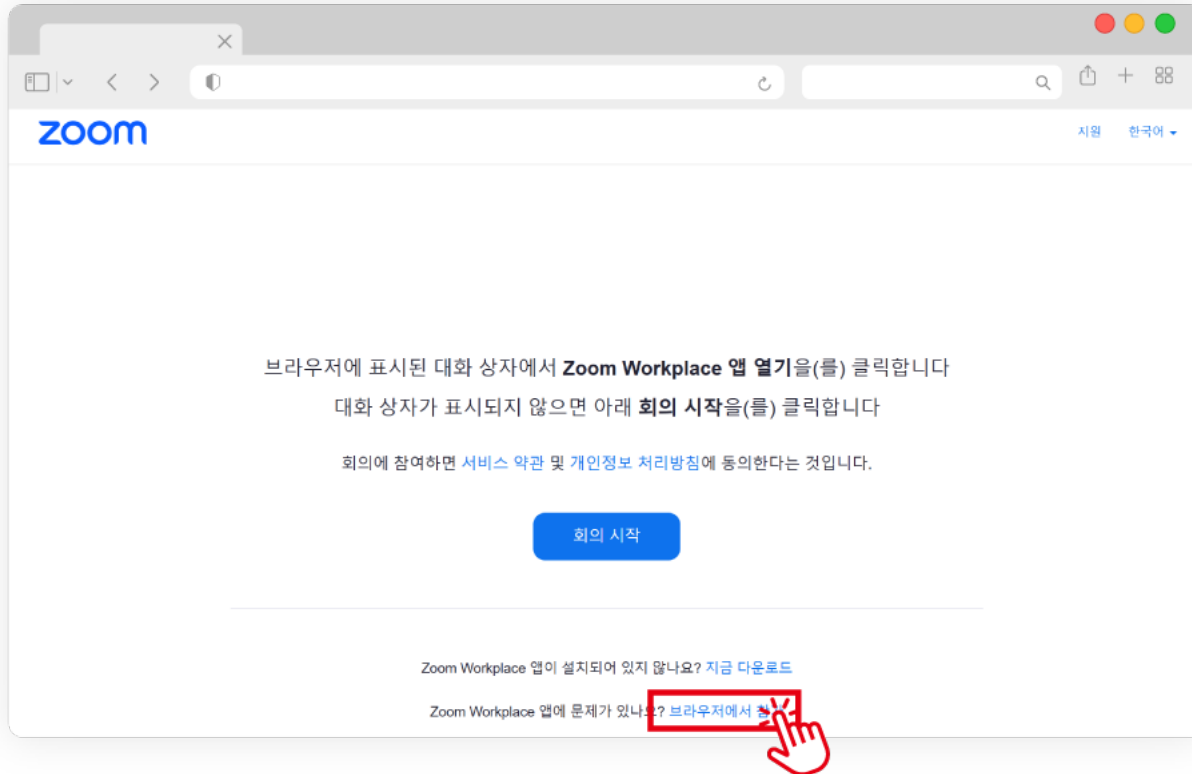 zoom
지원 한국어
브라우저에 표시된 대화 상자에서 Zoom Workplace 앱 열기을(를) 클릭합니다
대화 상자가 표시되지 않으면 아래 회의 시작을(를) 클릭합니다
회의에 참여하면 서비스 약관 및 개인정보 처리방침에 동의한다는 것입니다.
회의 시작
Zoom Workplace 앱이 설치되어 있지 않나요? 지금 다운로드
Zoom Workplace 앱에 문제가 있나요? 브라우저에서